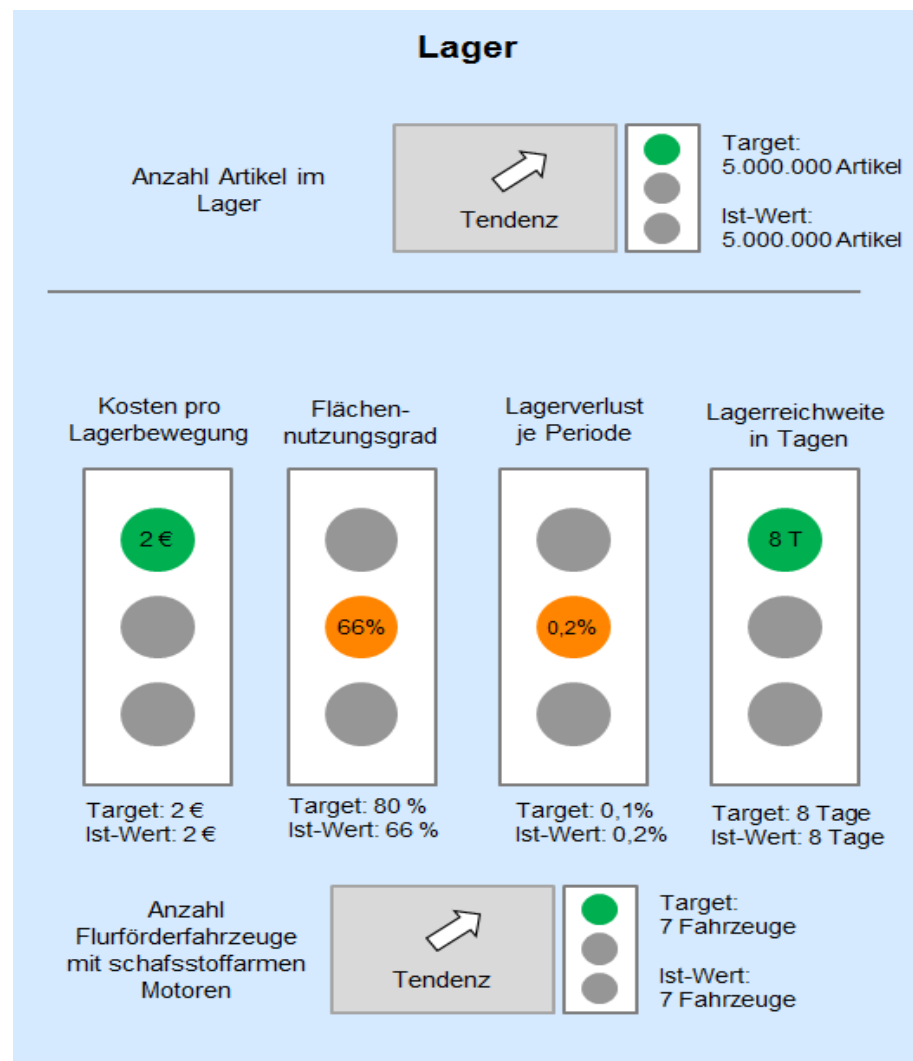 Lager
Anzahl Artikel im
Lager
Tendenz
Target:
5.000.000 Artikel
Ist-Wert:
5.000.000 Artikel
Kosten pro
Lagerbewegung
2 €
Target: 2 €
Ist-Wert: 2 €
Flächen-
nutzungsgrad
66%
Target: 80 %
Ist-Wert: 66 %
Lagerverlust
je Periode
0,2%
Target: 0,1%
Ist-Wert: 0,2%
Lagerreichweite
in Tagen
8 T
Target: 8 Tage
Ist-Wert: 8 Tage
Anzahl
Flurförderfahrzeuge
mit schafsstoffarmen
Motoren
Tendenz
Target:
7 Fahrzeuge
Ist-Wert:
7 Fahrzeuge